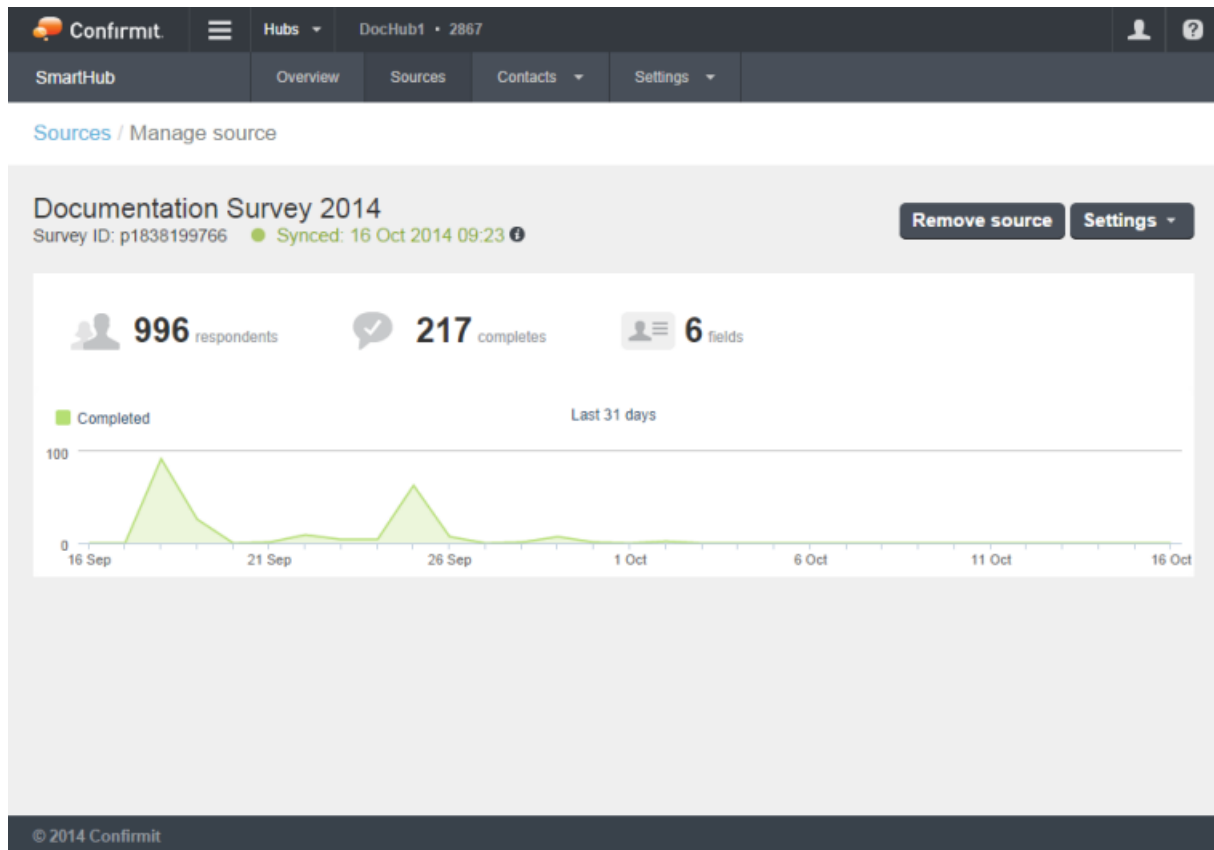 Confirmit. Hubs DocHub1 • 2867
SmartHub Overview Sources Contacts Settings
Sources / Manage source
Documentation Survey 2014
Survey ID: p1838199766 Synced: 16 Oct 2014 09:23
Remove source Settings
996 respondents 217 completes 6 fields
Completed Last 31 days
100
0
16 Sep 21 Sep 26 Sep 1 Oct 6 Oct 11 Oct 16 Oct
© 2014 Confirmit